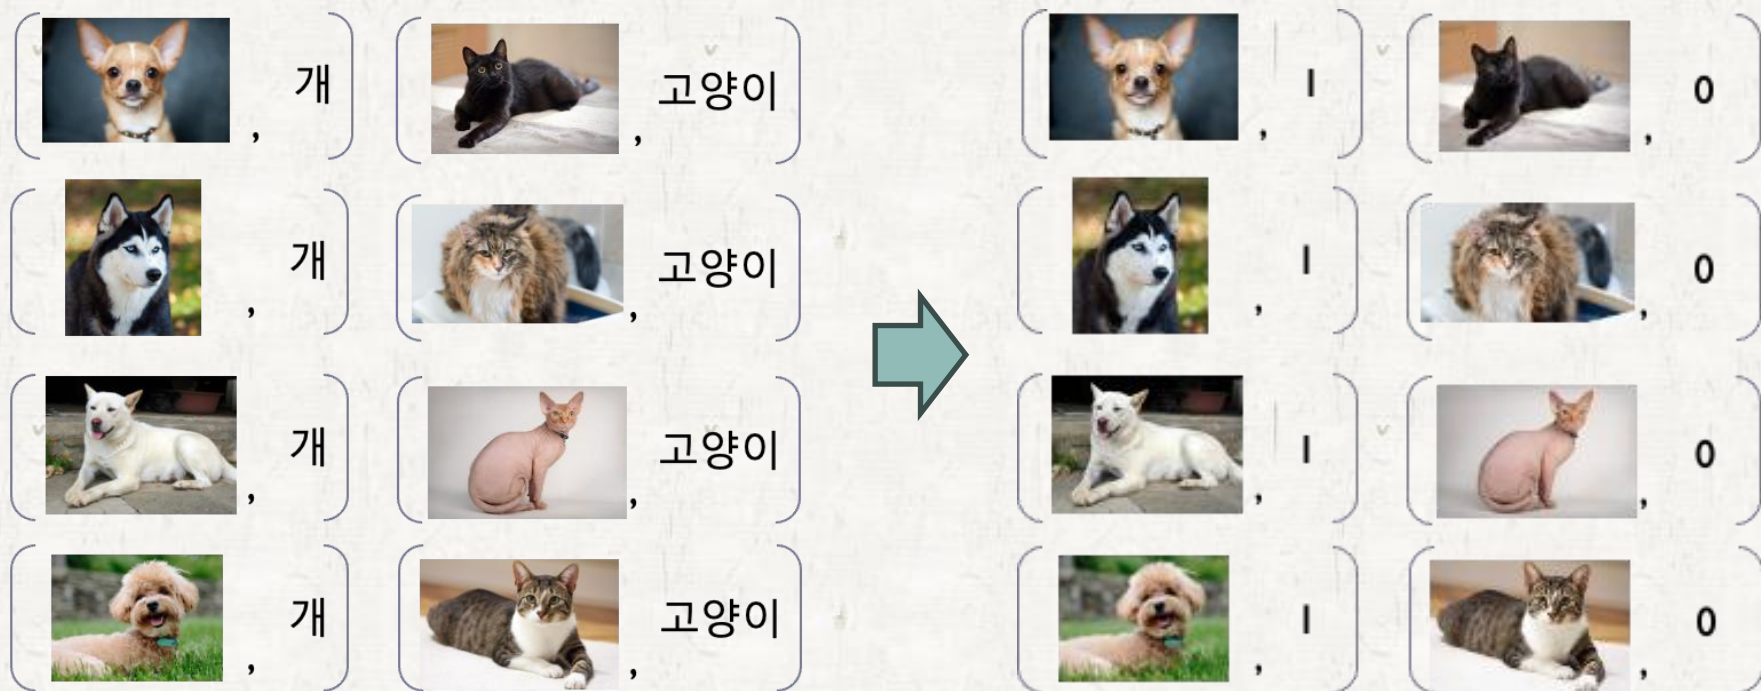 ( , 개 ) ( , 고양이 ) ( , 1 ) ( , 0 )
( , 개 ) ( , 고양이 ) ( , 1 ) ( , 0 )
( , 개 ) ( , 고양이 ) ( , 1 ) ( , 0 )
( , 개 ) ( , 고양이 ) ( , 1 ) ( , 0 )